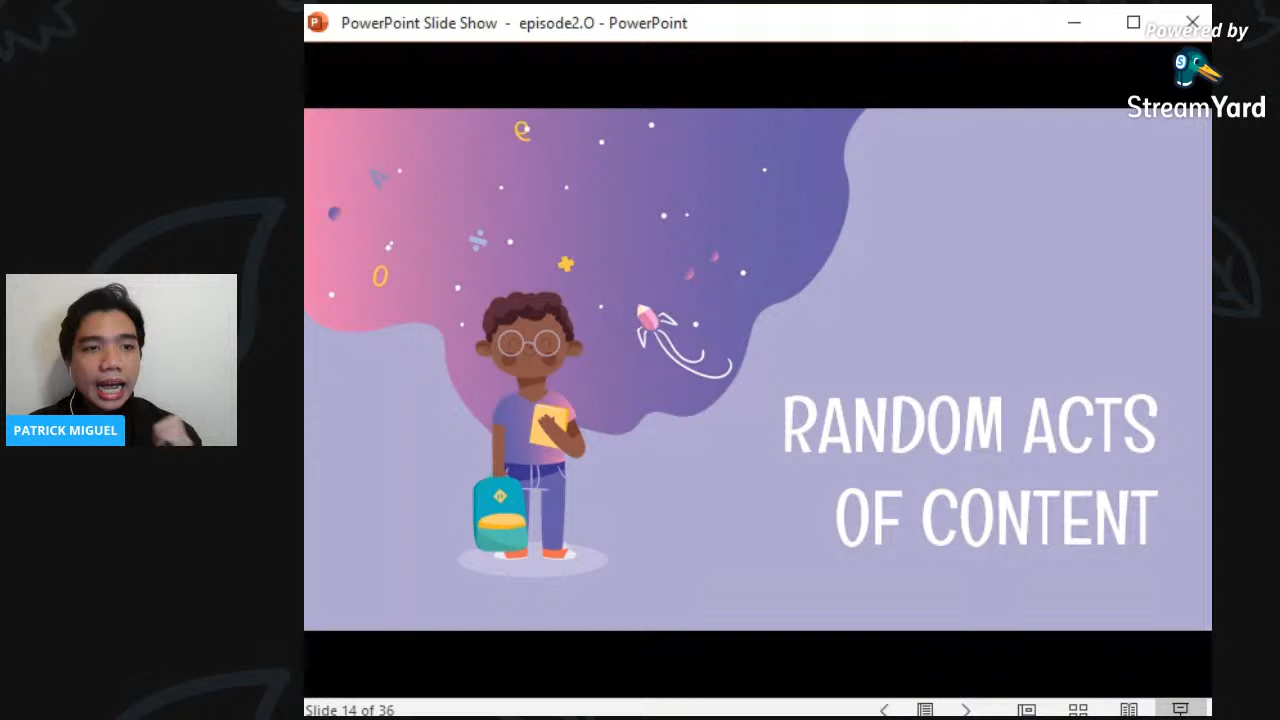 PowerPoint Slide Show - episode2.O - PowerPoint
Powered by
S
StreamYard
e
A
÷
0
+
PATRICK MIGUEL
RANDOM ACTS
OF CONTENT
Slide 14 of 36